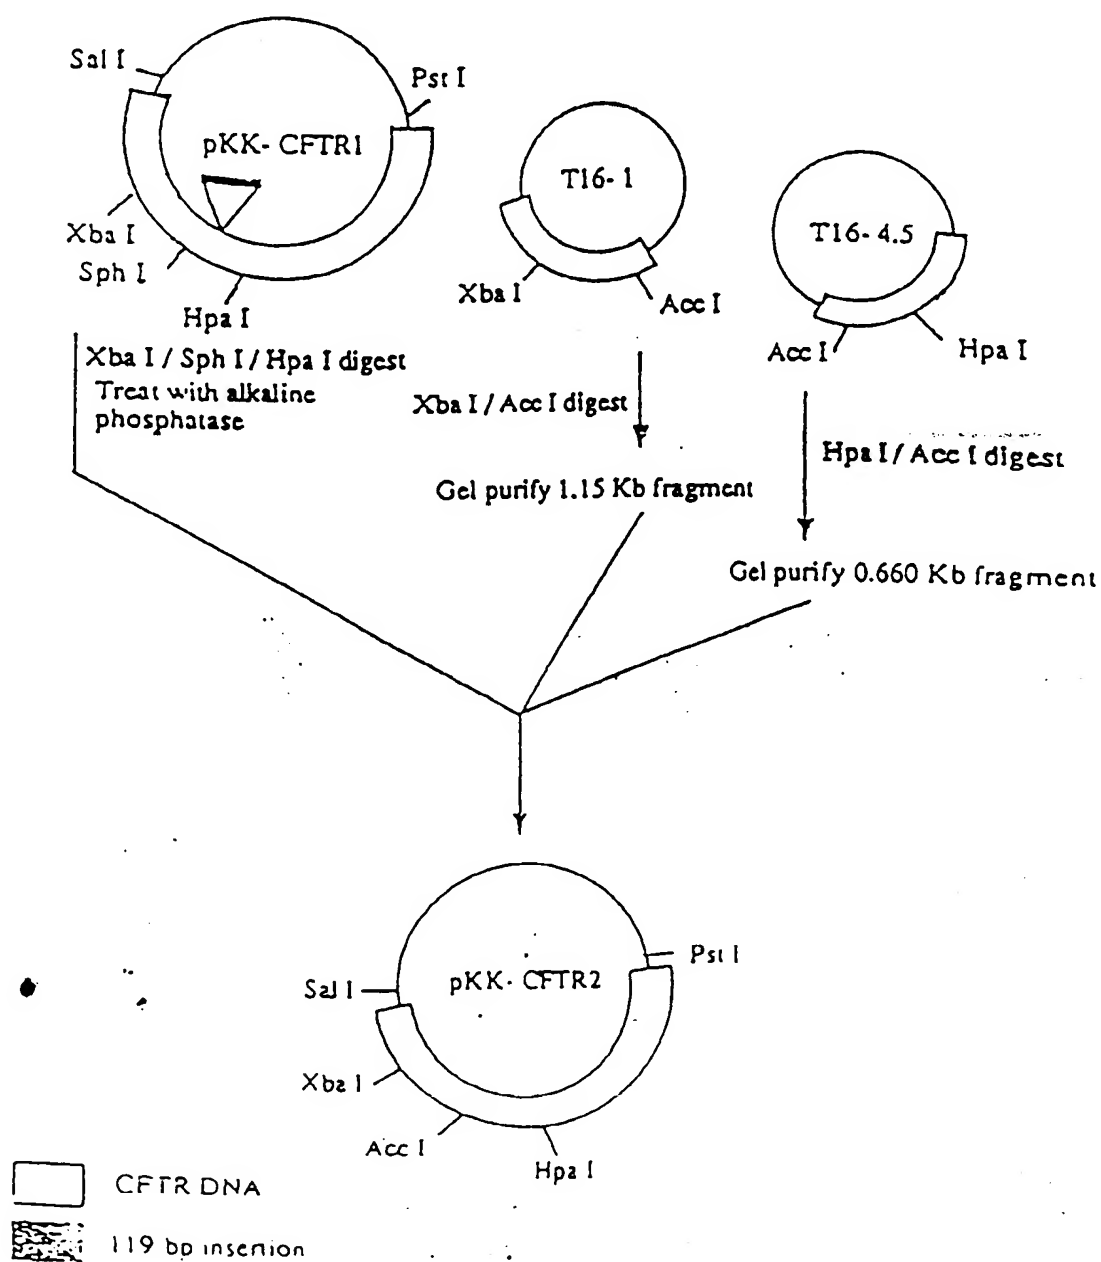 Sal I
Pst I
pKK- CFTR1
Xba I
Sph I
Hpa I
T16- 1
Xba I
Acc I
T16- 4.5
Acc I
Hpa I
Xba I / Sph I / Hpa I digest
Treat with alkaline
phosphatase
Xba I / Acc I digest
Hpa I / Acc I digest
Gel purify 1.15 Kb fragment
Gel purify 0.660 Kb fragment
Pst I
Sal I
pKK- CFTR2
Xba I
Acc I
Hpa I
CFTR DNA
119 bp insertion